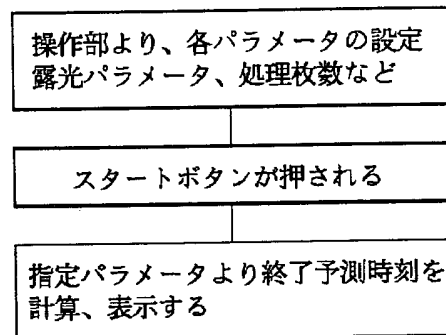 操作部より、各パラメータの設定
露光パラメータ、処理枚数など
スタートボタンが押される
指定パラメータより終了予測時刻を
計算、表示する